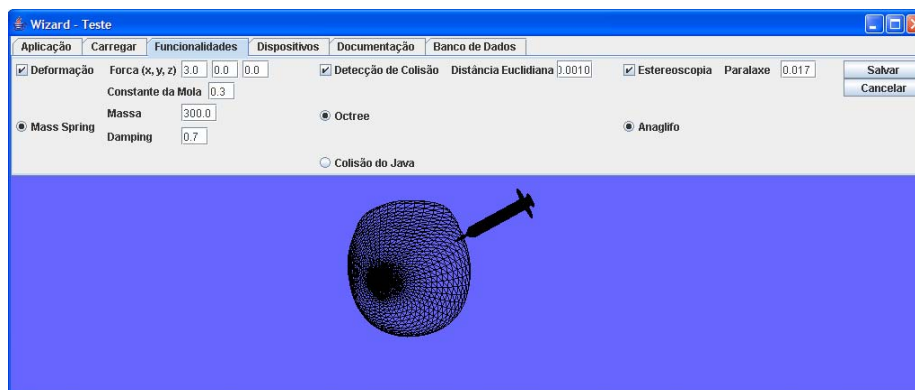 Wizard - Teste
Aplicação Carregar Funcionalidades Dispositivos Documentação Banco de Dados
Deformação Forca (x, y, z) 3.0 0.0 0.0 Detecção de Colisão Distância Euclidiana 0.0010 Estereoscopia Paralaxe 0.017 Salvar
Constante da Mola 0.3 Cancelar
Massa 300.0 Octree
Mass Spring Anaglifo
Damping 0.7
Colisão do Java